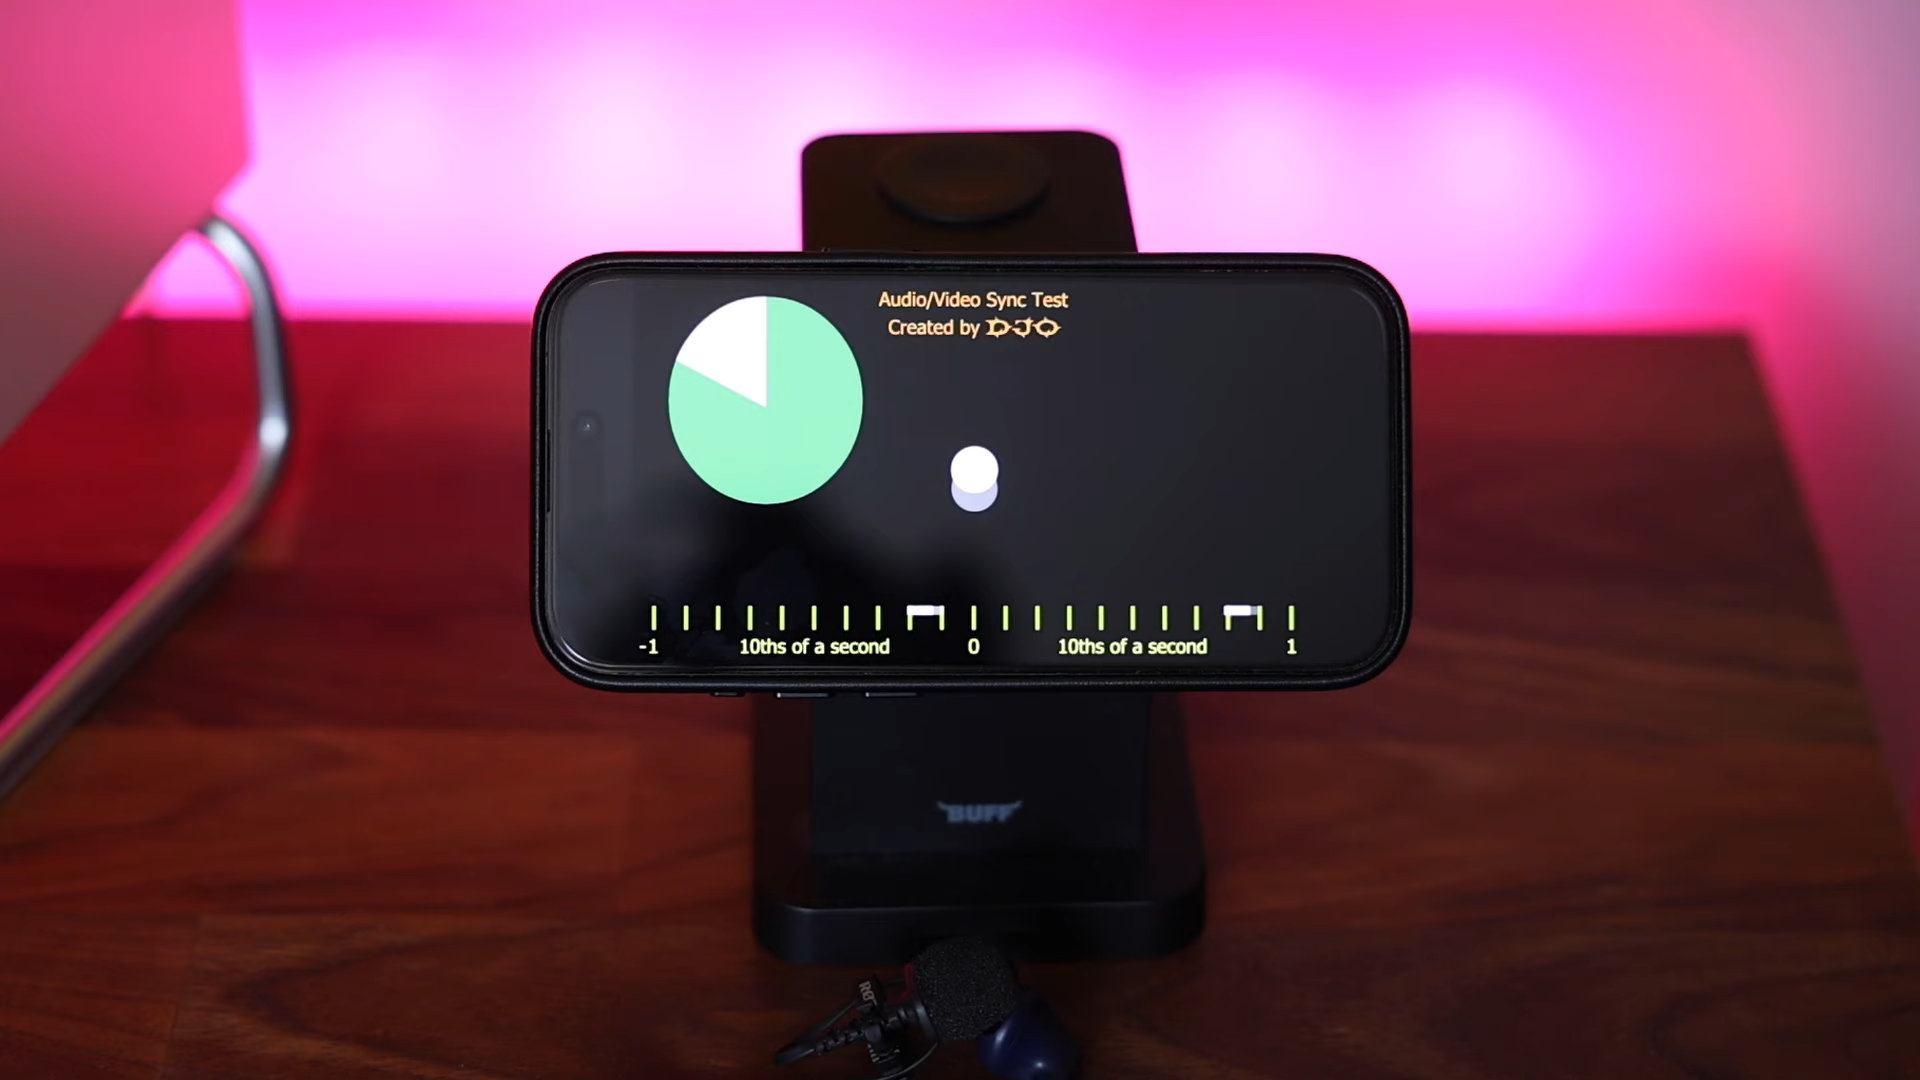 Audio/Video Sync Test
Created by DJO
-1 10ths of a second 0 10ths of a second 1
BUFF